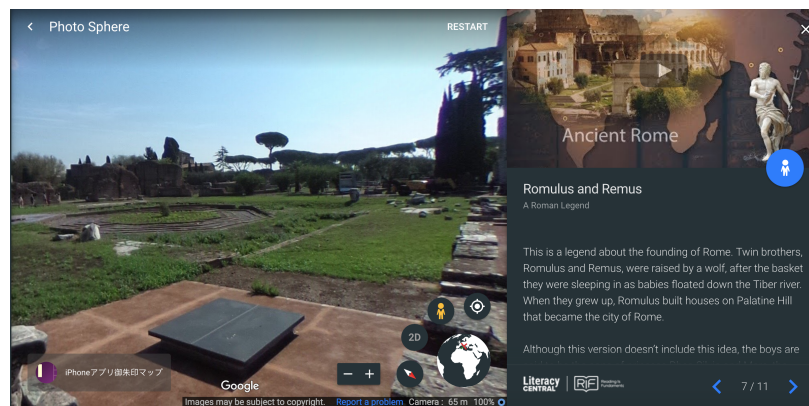 Photo Sphere
RESTART
iPhoneアプリ御朱印マップ
2D
Google
Images may be subject to copyright. Report a problem Camera : 65 m 100%
Ancient Rome
Romulus and Remus
A Roman Legend
This is a legend about the founding of Rome. Twin brothers,
Romulus and Remus, were raised by a wolf, after the basket
they were sleeping in as babies floated down the Tiber river.
When they grew up, Romulus built houses on Palatine Hill
that became the city of Rome.
Although this version doesn't include this idea, the boys are
Literacy
CENTRAL
RIF
Reading Is
Fundamental
7 / 11